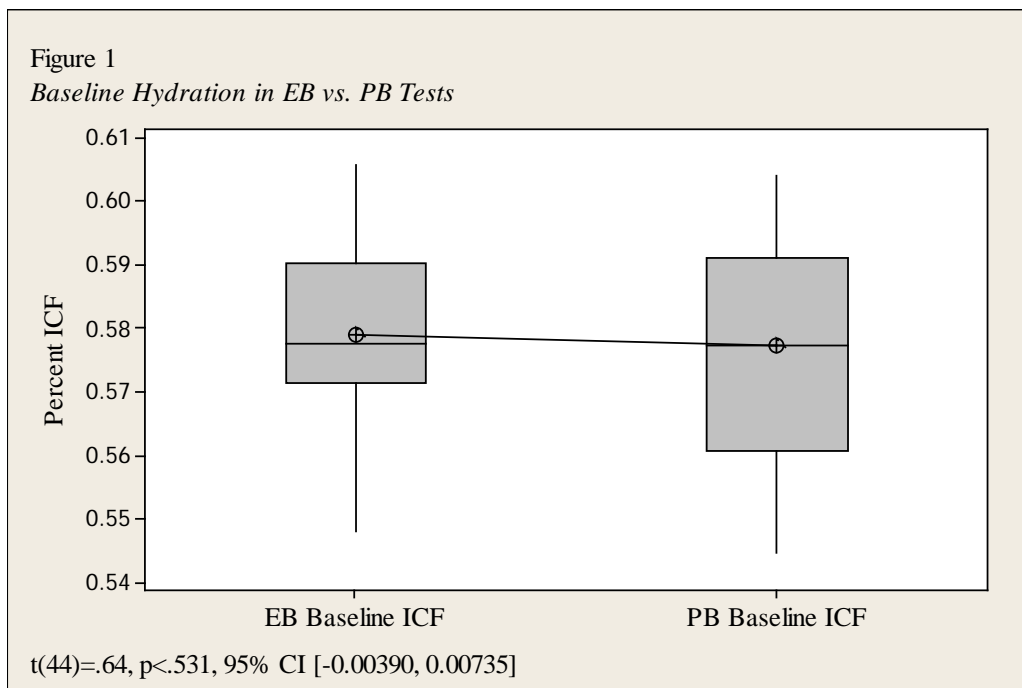 Figure 1
Baseline Hydration in EB vs. PB Tests
0.61
0.60
0.59
0.58
0.57
0.56
0.55
0.54
Percent ICF
EB Baseline ICF PB Baseline ICF
t(44)=.64, p<.531, 95% CI [-0.00390, 0.00735]